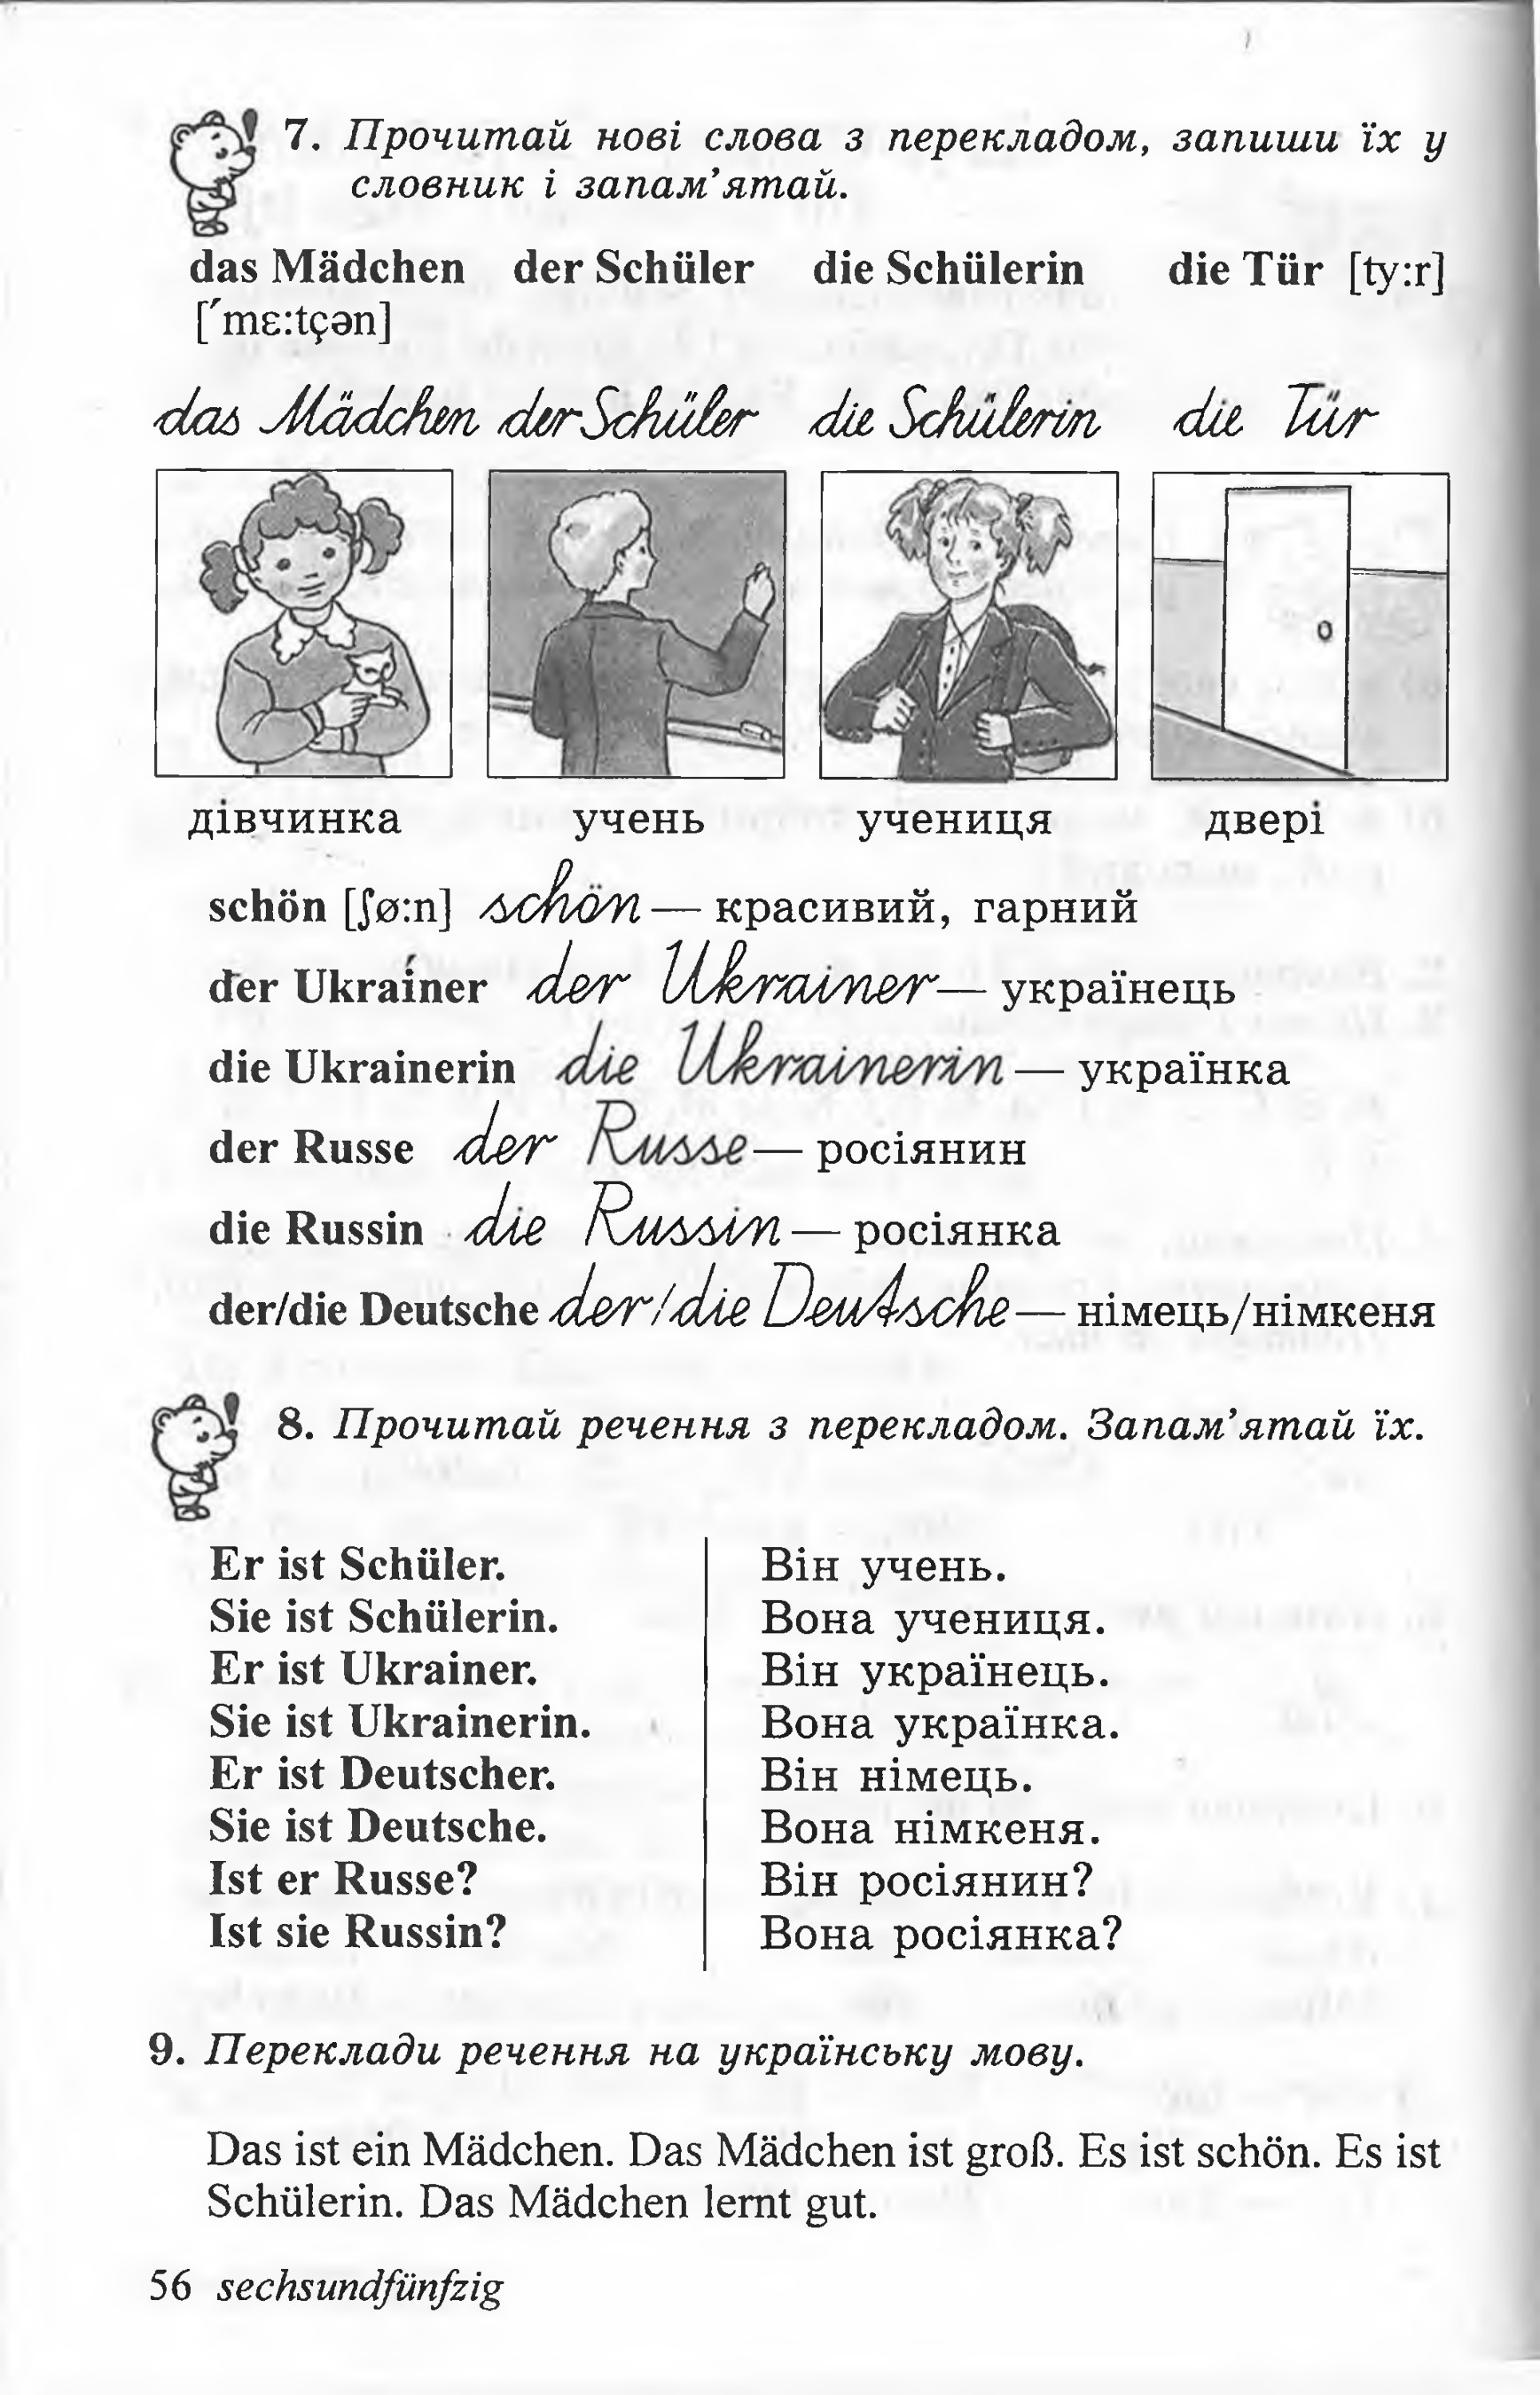 7. Прочитай нові слова з перекладом, запиши їх у
словник і запам’ятай.
das Mädchen der Schüler die Schülerin die Tür [ty:r]
[ˊmɛ:tçən]
das Mädchen der Schüler die Schülerin die Tür
дівчинка учень учениця двері
schön [ʃø:n] schön — красивий, гарний
der Ukraíner der Ukrainer — українець
die Ukrainerin die Ukrainerin — українка
der Russe der Russe — росіянин
die Russin die Russin — росіянка
der/die Deutsche der/die Deutsche — німець/німкеня
8. Прочитай речення з перекладом. Запам’ятай їх.
Er ist Schüler. Він учень.
Sie ist Schülerin. Вона учениця.
Er ist Ukrainer. Він українець.
Sie ist Ukrainerin. Вона українка.
Er ist Deutscher. Він німець.
Sie ist Deutsche. Вона німкеня.
Ist er Russe? Він росіянин?
Ist sie Russin? Вона росіянка?
9. Переклади речення на українську мову.
Das ist ein Mädchen. Das Mädchen ist groß. Es ist schön. Es ist
Schülerin. Das Mädchen lernt gut.
56 sechsundfünfzig